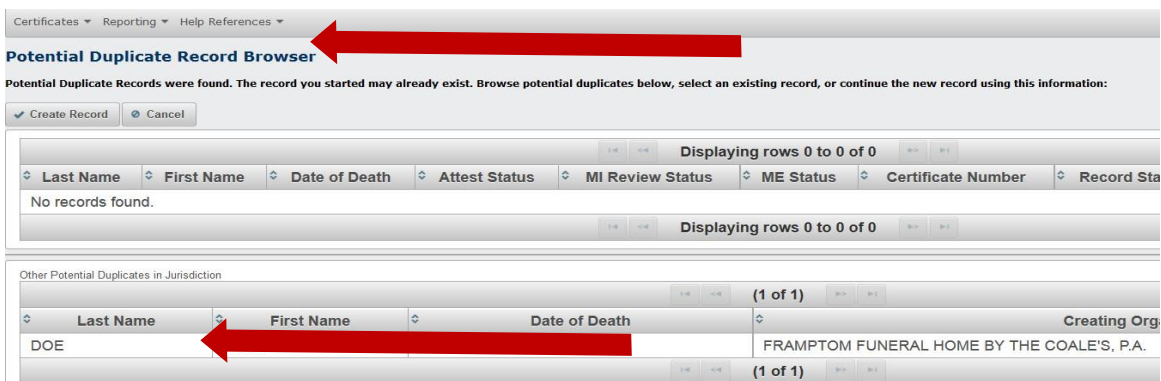 Certificates Reporting Help References
Potential Duplicate Record Browser
Potential Duplicate Records were found. The record you started may already exist. Browse potential duplicates below, select an existing record, or continue the new record using this information:
Create Record Cancel
Displaying rows 0 to 0 of 0
Last Name First Name Date of Death Attest Status MI Review Status ME Status Certificate Number Record Sta
No records found.
Displaying rows 0 to 0 of 0
Other Potential Duplicates in Jurisdiction
(1 of 1)
Last Name First Name Date of Death Creating Orga
DOE FRAMPTOM FUNERAL HOME BY THE COALE'S, P.A.
(1 of 1)